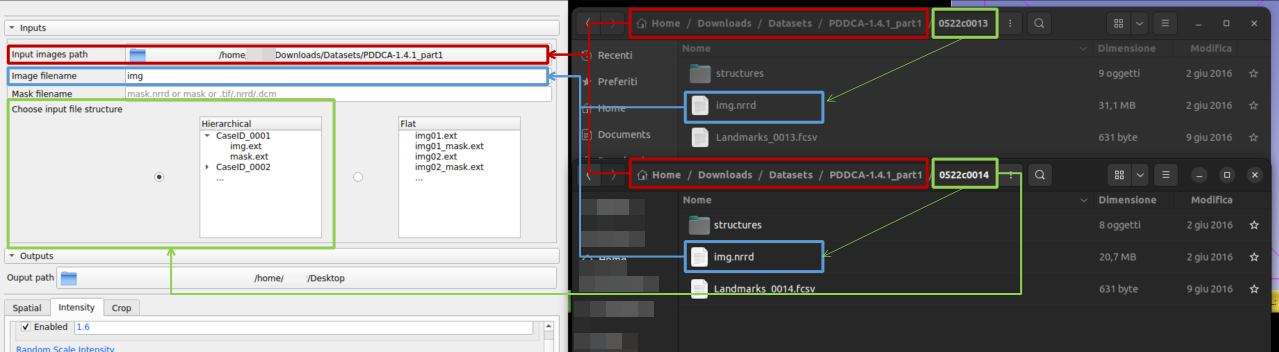 Inputs
Input images path /home/ Downloads/Datasets/PDDCA-1.4.1_part1
Image filename img
Mask filename mask.nrrd or mask or .tif/.nrrd/.dcm
Choose input file structure
Hierarchical
CaseID_0001
img.ext
mask.ext
CaseID_0002
...
Flat
img01.ext
img01_mask.ext
img02.ext
img02_mask.ext
...
Outputs
Ouput path /home/ /Desktop
Spatial Intensity Crop
Enabled 1.6
Random Scale Intensity
Home / Downloads / Datasets / PDDCA-1.4.1_part1 / 0522c0013
Recenti
Preferiti
Home
Documents
Nome Dimensione Modifica
structures 9 oggetti 2 giu 2016
img.nrrd 31,1 MB 2 giu 2016
Landmarks_0013.fcsv 631 byte 9 giu 2016
Home / Downloads / Datasets / PDDCA-1.4.1_part1 / 0522c0014
Home
Nome Dimensione Modifica
structures 8 oggetti 2 giu 2016
img.nrrd 20,7 MB 2 giu 2016
Landmarks_0014.fcsv 631 byte 9 giu 2016